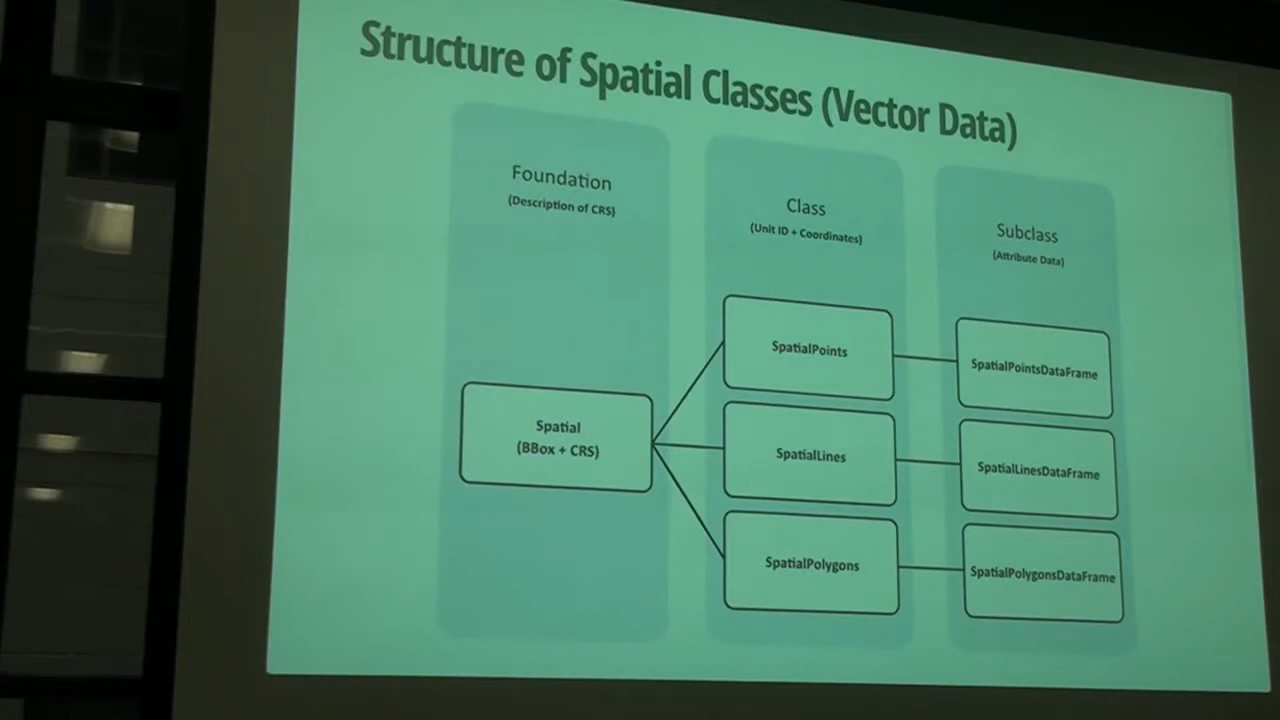 Structure of Spatial Classes (Vector Data)
Foundation
(Description of CRS)
Class
(Unit ID + Coordinates)
Subclass
(Attribute Data)
Spatial
(BBox + CRS)
SpatialPoints
SpatialLines
SpatialPolygons
SpatialPointsDataFrame
SpatialLinesDataFrame
SpatialPolygonsDataFrame